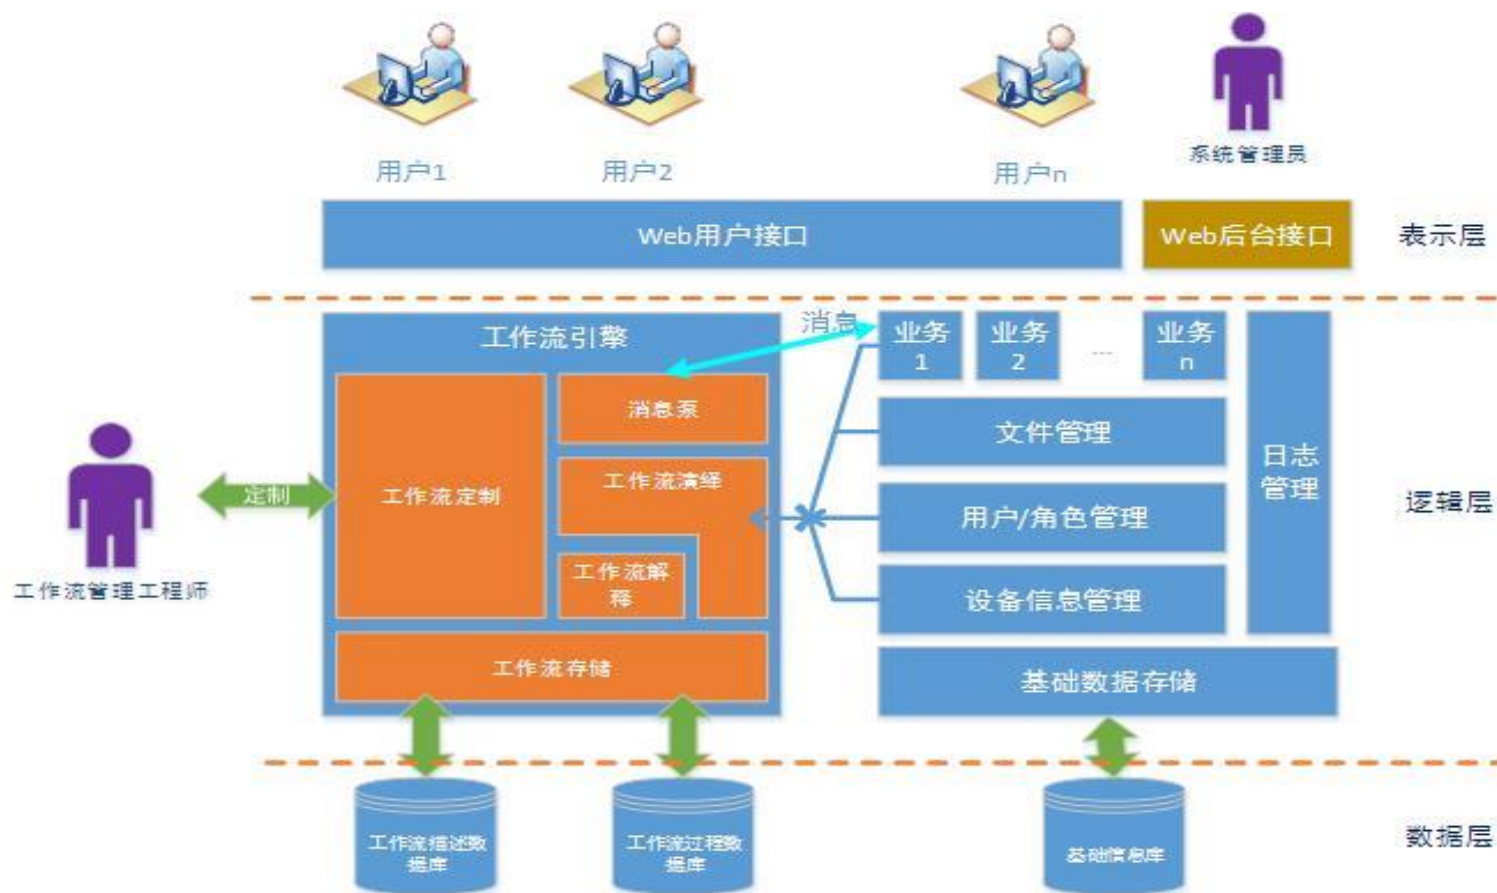 用户1
用户2
用户n
系统管理员
Web用户接口
Web后台接口
表示层
工作流引擎
消息
业务
1
业务
2
...
业务
n
消息泵
文件管理
日志
管理
定制
工作流定制
工作流演绎
用户/角色管理
逻辑层
工作流解
释
设备信息管理
工作流管理工程师
工作流存储
基础数据存储
工作流描述数
据库
工作流过程数
据库
基础信息库
数据层